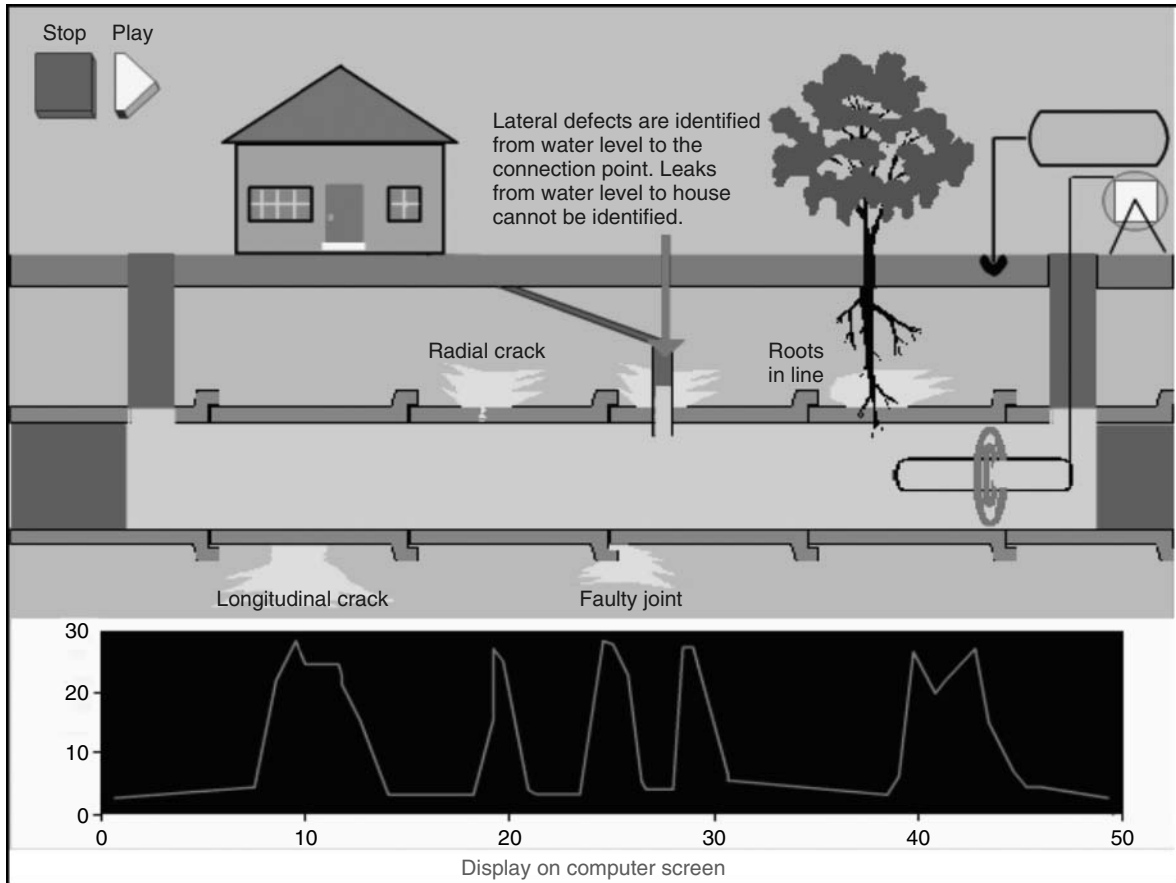 Stop Play
Lateral defects are identified
from water level to the
connection point. Leaks
from water level to house
cannot be identified.
Radial crack
Roots
in line
Longitudinal crack
Faulty joint
30
20
10
0
0 10 20 30 40 50
Display on computer screen